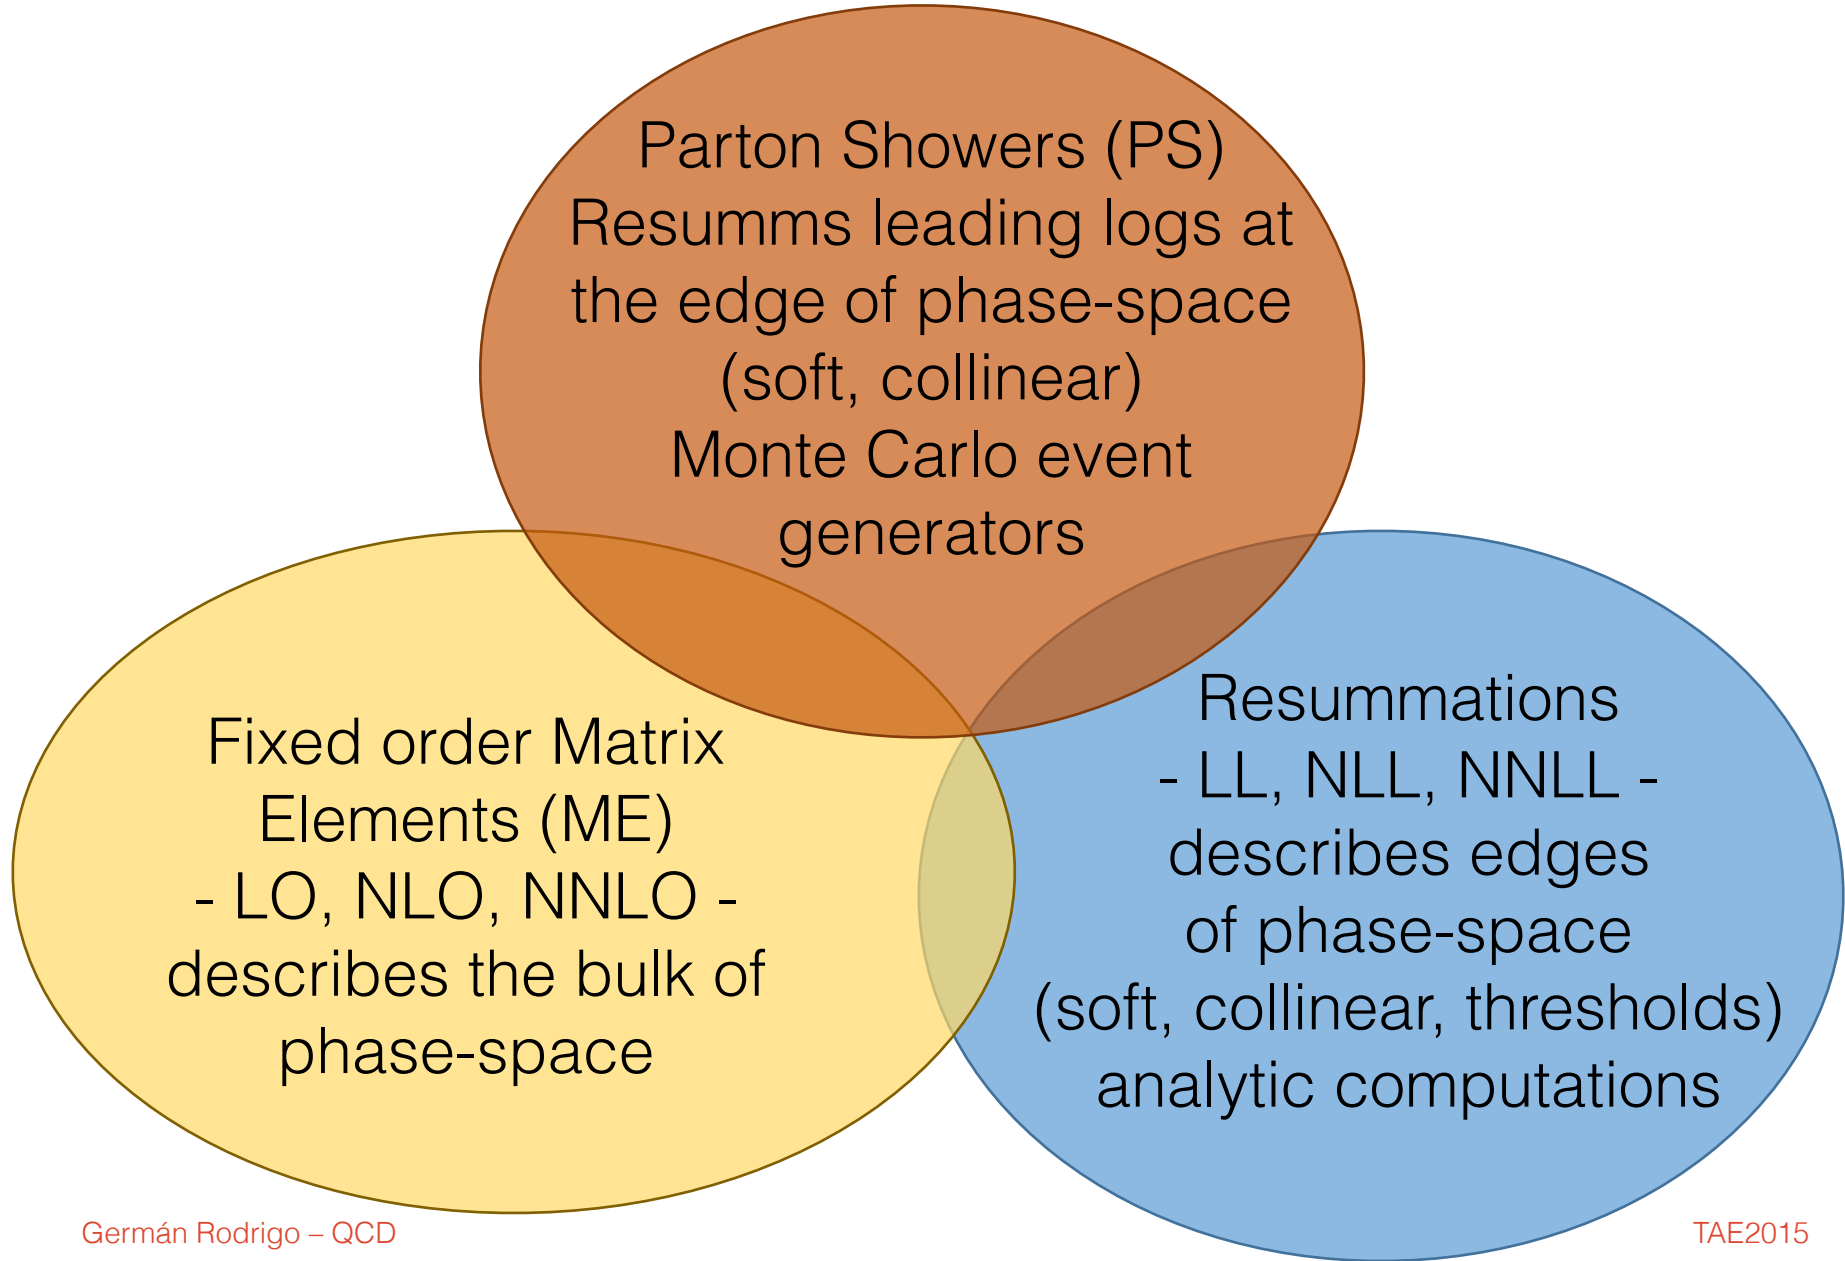 Parton Showers (PS)
Resumms leading logs at
the edge of phase-space
(soft, collinear)
Monte Carlo event
generators
Fixed order Matrix
Elements (ME)
- LO, NLO, NNLO -
describes the bulk of
phase-space
Resummations
- LL, NLL, NNLL -
describes edges
of phase-space
(soft, collinear, thresholds)
analytic computations
Germán Rodrigo – QCD
TAE2015